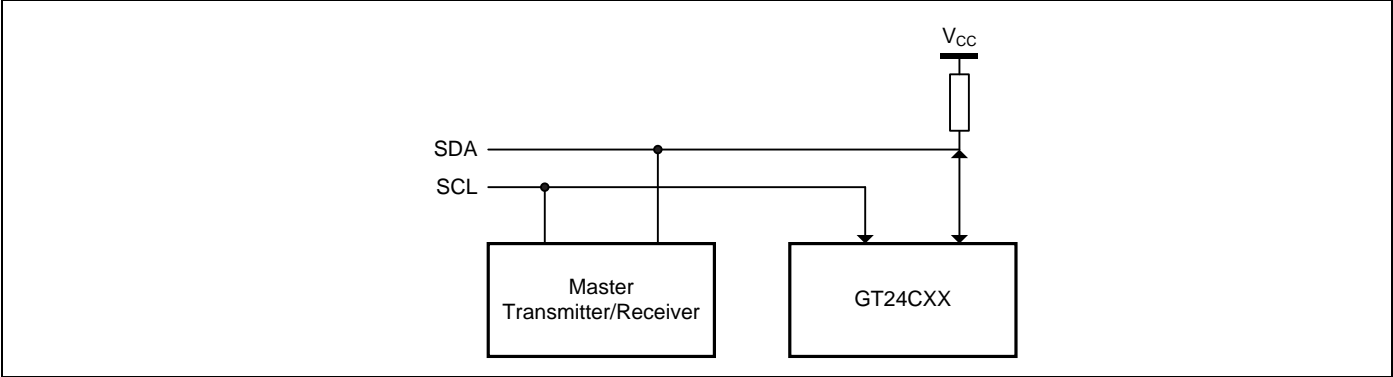 VCC
SDA
SCL
Master
Transmitter/Receiver
GT24CXX